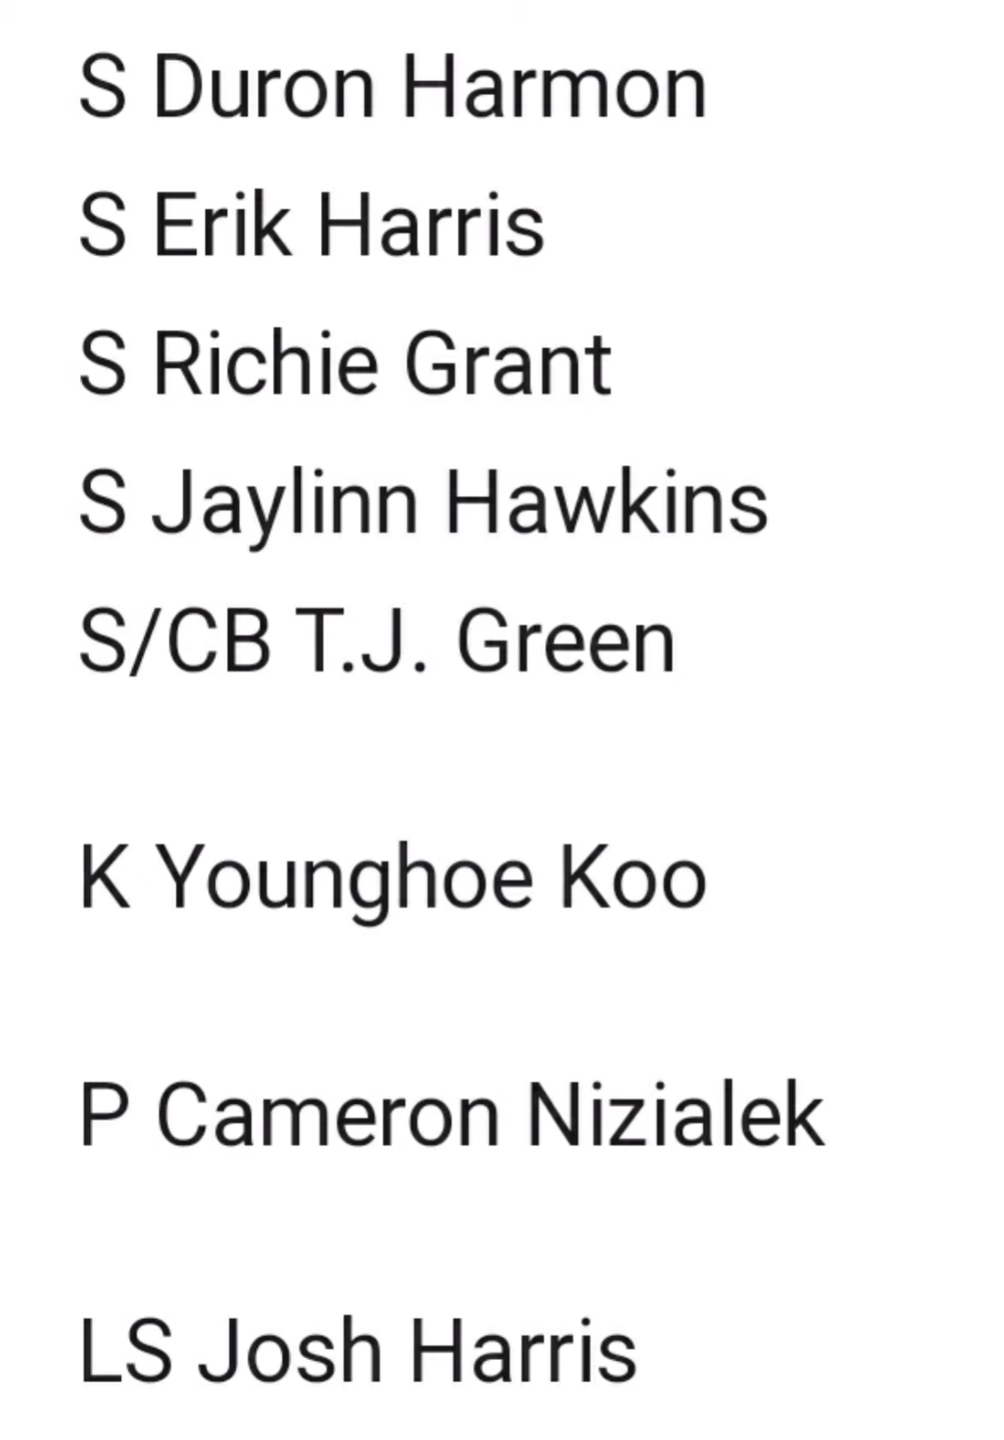 S Duron Harmon
S Erik Harris
S Richie Grant
S Jaylinn Hawkins
S/CB T.J. Green
K Younghoe Koo
P Cameron Nizialek
LS Josh Harris